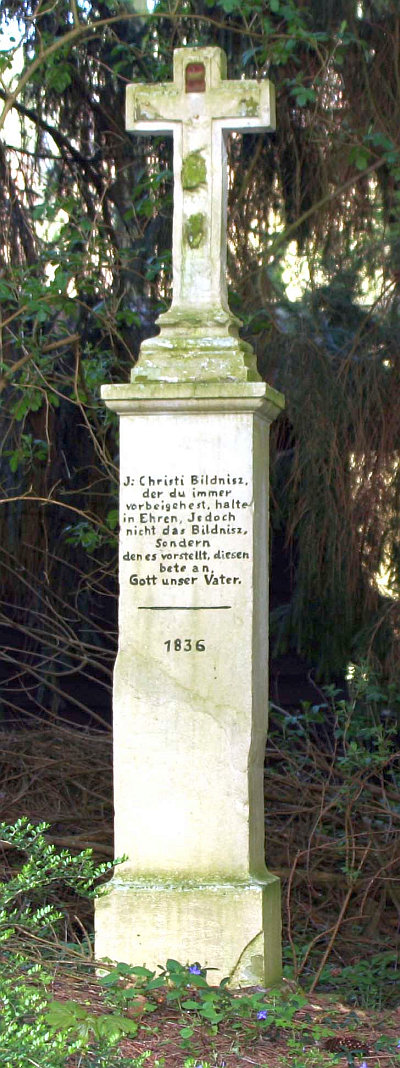 J: Christi Bildnisz,
der du immer
vorbeigehest, halte
in Ehren, Jedoch
nicht das Bildnisz,
Sondern
den es vorstellt, diesen
bete an,
Gott unser Vater.
1836